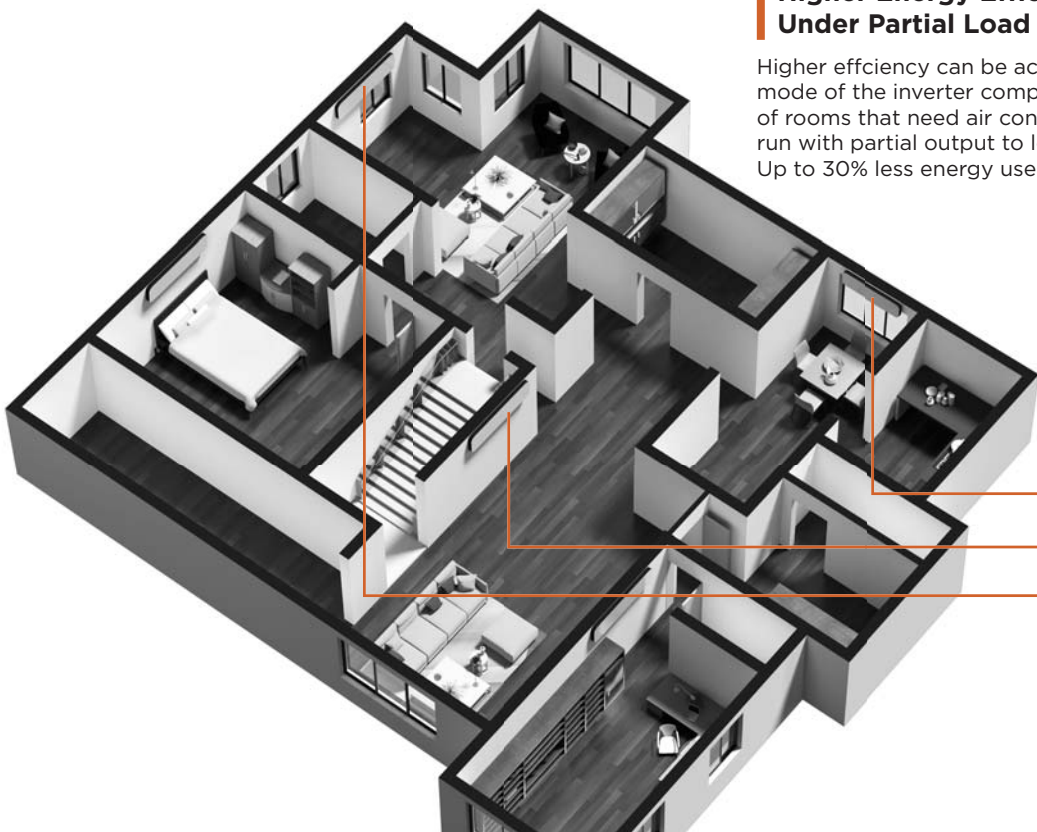 Under Partial Load
Higher effciency can be ac
mode of the inverter comp
of rooms that need air con
run with partial output to l
Up to 30% less energy use